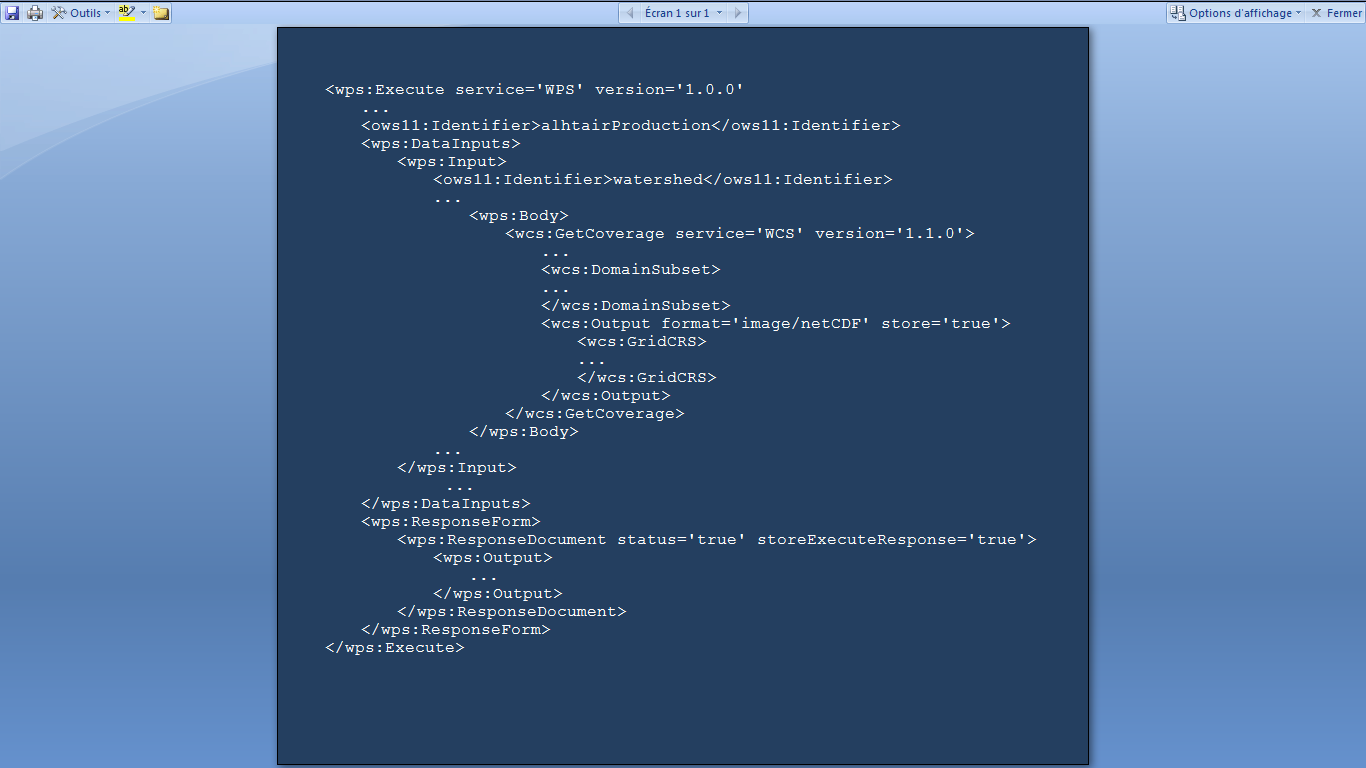 Outils
ab
Écran 1 sur 1
Options d'affichage
Fermer
<wps:Execute service='WPS' version='1.0.0'
...
<ows11:Identifier>alhtairProduction</ows11:Identifier>
<wps:DataInputs>
<wps:Input>
<ows11:Identifier>watershed</ows11:Identifier>
...
<wps:Body>
<wcs:GetCoverage service='WCS' version='1.1.0'>
...
<wcs:DomainSubset>
...
</wcs:DomainSubset>
<wcs:Output format='image/netCDF' store='true'>
<wcs:GridCRS>
...
</wcs:GridCRS>
</wcs:Output>
</wcs:GetCoverage>
</wps:Body>
...
</wps:Input>
...
</wps:DataInputs>
<wps:ResponseForm>
<wps:ResponseDocument status='true' storeExecuteResponse='true'>
<wps:Output>
...
</wps:Output>
</wps:ResponseDocument>
</wps:ResponseForm>
</wps:Execute>